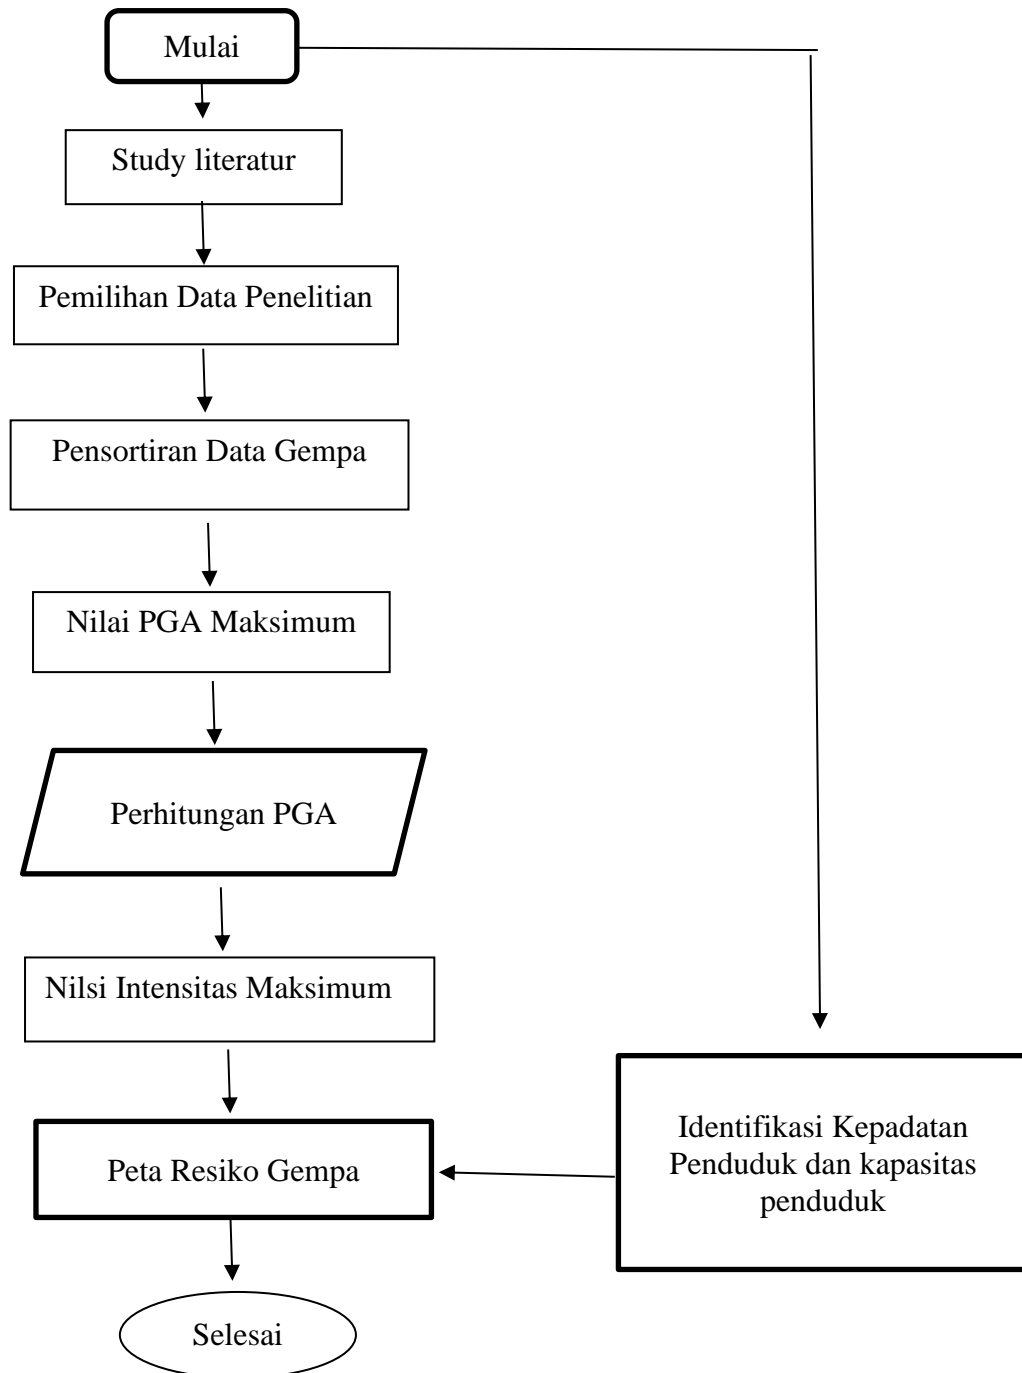 Mulai
Study literatur
Pemilihan Data Penelitian
Pensortiran Data Gempa
Nilai PGA Maksimum
Perhitungan PGA
Nilsi Intensitas Maksimum
Peta Resiko Gempa
Identifikasi Kepadatan
Penduduk dan kapasitas
penduduk
Selesai